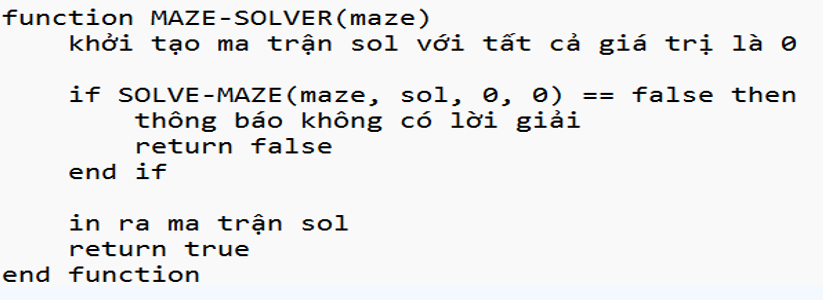 function MAZE-SOLVER(maze)
    khởi tạo ma trận sol với tất cả giá trị là 0
    if SOLVE-MAZE(maze, sol, 0, 0) == false then
        thông báo không có lời giải
        return false
    end if
    in ra ma trận sol
    return true
end function